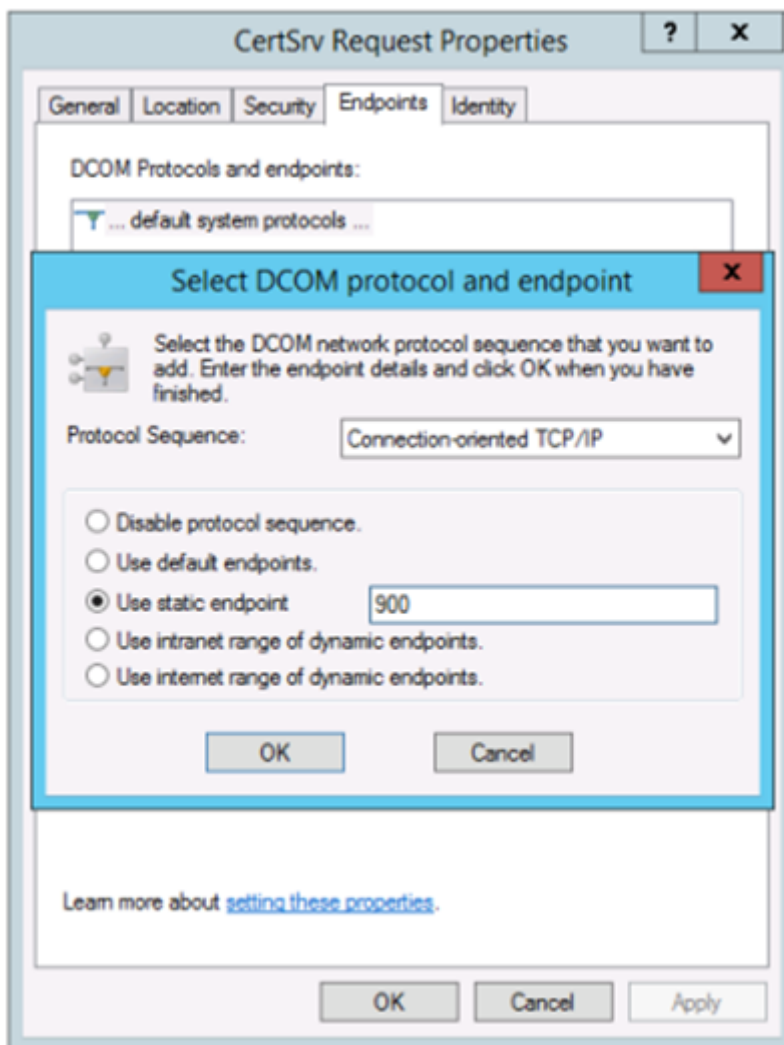 CertSrv Request Properties
? x
General Location Security Endpoints Identity
DCOM Protocols and endpoints:
... default system protocols ...
Select DCOM protocol and endpoint
x
Select the DCOM network protocol sequence that you want to
add. Enter the endpoint details and click OK when you have
finished.
Protocol Sequence: Connection-oriented TCP/IP
Disable protocol sequence.
Use default endpoints.
Use static endpoint 900
Use intranet range of dynamic endpoints.
Use internet range of dynamic endpoints.
OK Cancel
Learn more about setting these properties.
OK Cancel Apply